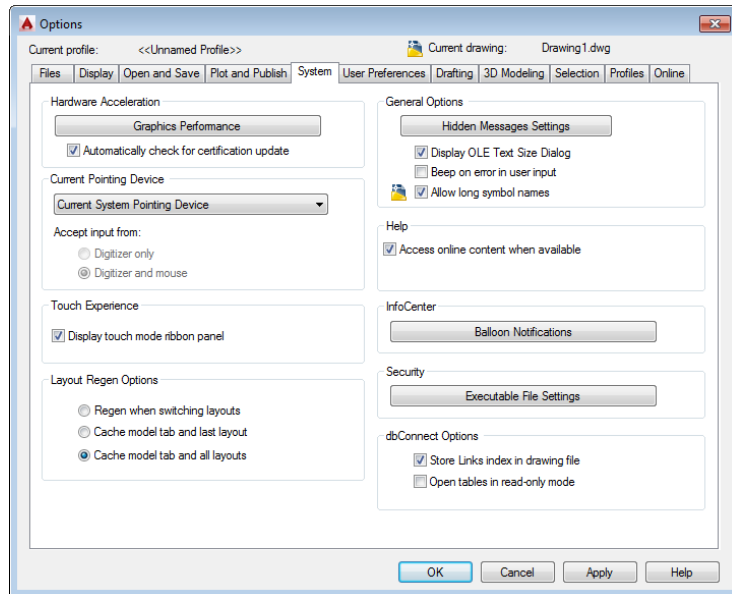 Options
Current profile: <<Unnamed Profile>> Current drawing: Drawing1.dwg
Files Display Open and Save Plot and Publish System User Preferences Drafting 3D Modeling Selection Profiles Online
Hardware Acceleration
Graphics Performance
Automatically check for certification update
Current Pointing Device
Current System Pointing Device
Accept input from:
Digitizer only
Digitizer and mouse
Touch Experience
Display touch mode ribbon panel
Layout Regen Options
Regen when switching layouts
Cache model tab and last layout
Cache model tab and all layouts
General Options
Hidden Messages Settings
Display OLE Text Size Dialog
Beep on error in user input
Allow long symbol names
Help
Access online content when available
InfoCenter
Balloon Notifications
Security
Executable File Settings
dbConnect Options
Store Links index in drawing file
Open tables in read-only mode
OK Cancel Apply Help